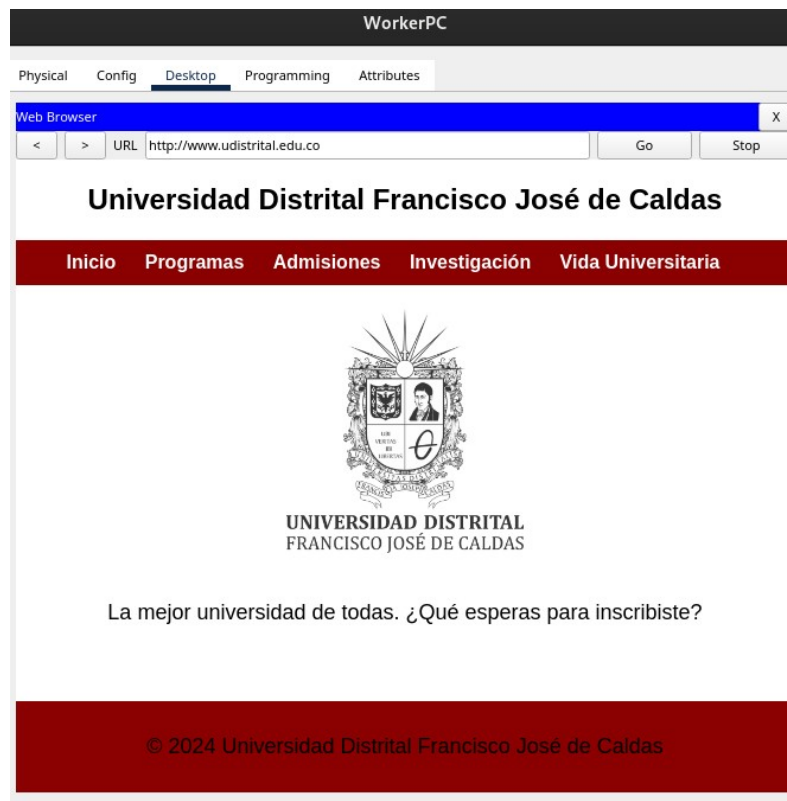 WorkerPC
Physical Config Desktop Programming Attributes
Web Browser X
< > URL http://www.udistrital.edu.co Go Stop
Universidad Distrital Francisco José de Caldas
Inicio Programas Admisiones Investigación Vida Universitaria
UNIVERSIDAD DISTRITAL
FRANCISCO JOSÉ DE CALDAS
La mejor universidad de todas. ¿Qué esperas para inscribiste?
© 2024 Universidad Distrital Francisco José de Caldas